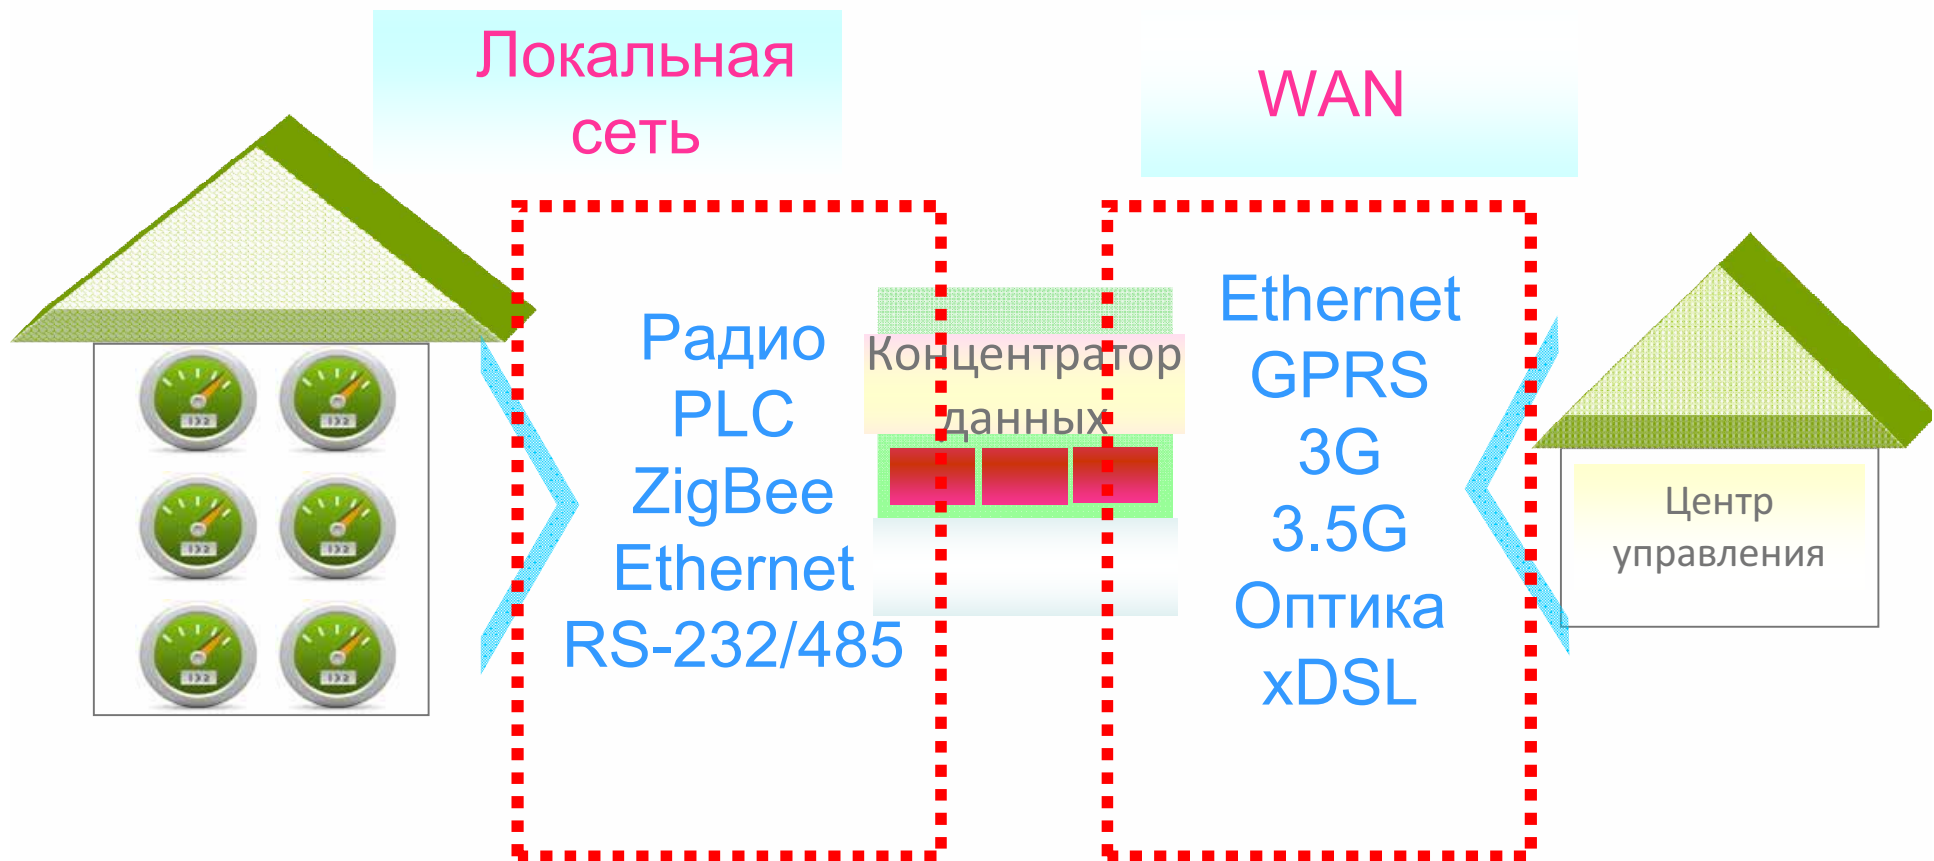 Локальная
сеть
WAN
Радио
PLC
ZigBee
Ethernet
RS-232/485
Концентратор
данных
Ethernet
GPRS
3G
3.5G
Оптика
xDSL
Центр
управления